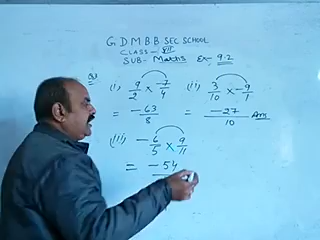 G.D.M.B.B. SEC SCHOOL
CLASS - VII
SUB- Maths Ex- 9.2
(i) 9/2 × -7/4 (ii) 3/10 × -9/1
= -63/8 = -27/10 Ans
(iii) -6/5 × 9/11
= -54